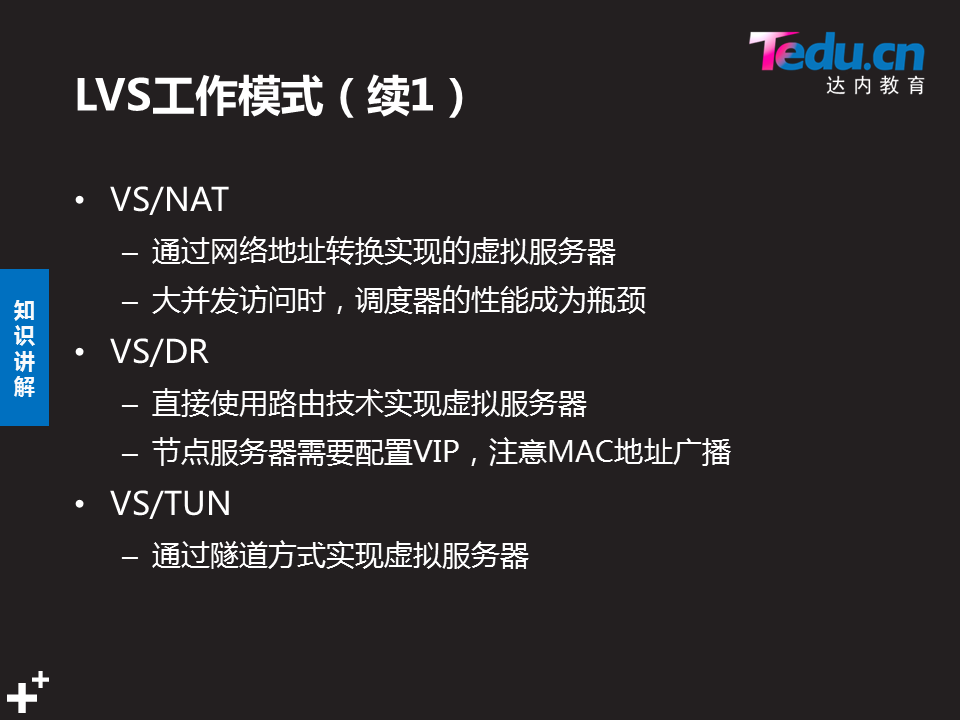 Tedu.cn
达内教育
LVS工作模式（续1）
• VS/NAT
– 通过网络地址转换实现的虚拟服务器
– 大并发访问时，调度器的性能成为瓶颈
• VS/DR
– 直接使用路由技术实现虚拟服务器
– 节点服务器需要配置VIP，注意MAC地址广播
• VS/TUN
– 通过隧道方式实现虚拟服务器
知
识
讲
解